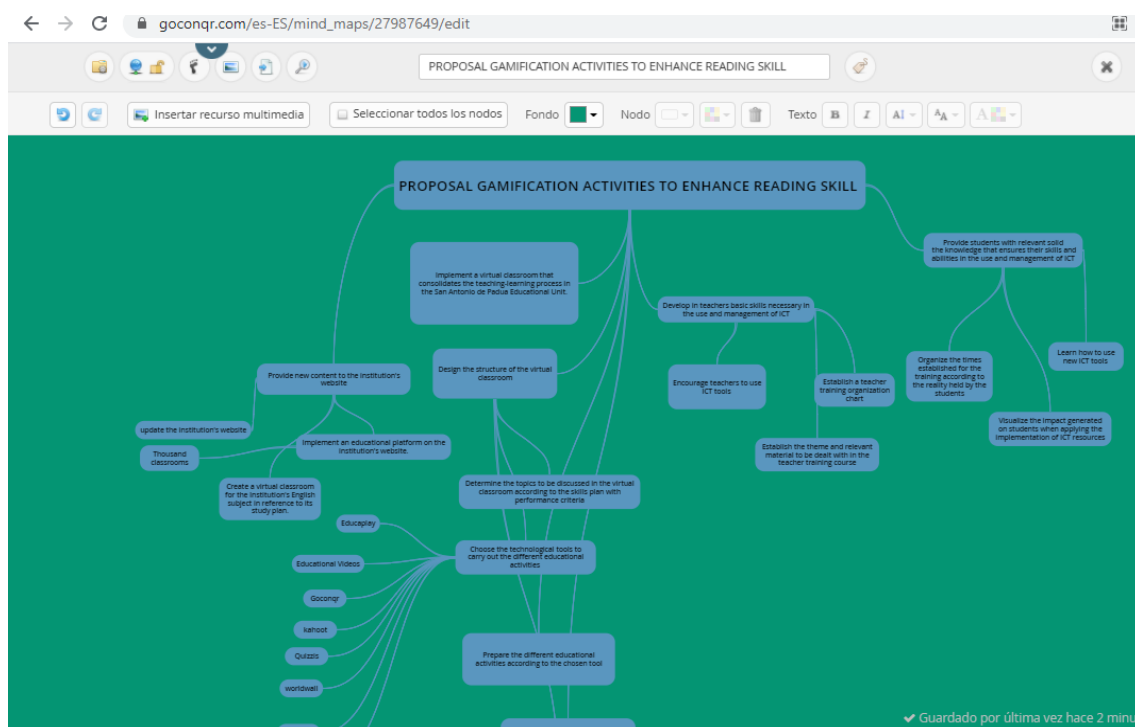 goconqr.com/es-ES/mind_maps/27987649/edit
PROPOSAL GAMIFICATION ACTIVITIES TO ENHANCE READING SKILL
Insertar recurso multimedia
Seleccionar todos los nodos
Fondo
Nodo
Texto
B
I
AI
AA
A
PROPOSAL GAMIFICATION ACTIVITIES TO ENHANCE READING SKILL
Provide students with relevant solid
the knowledge that ensures their skills and
abilities in the use and management of ICT
Implement a virtual classroom that
consolidates the teaching-learning process in
the San Antonio de Padua Educational Unit.
Develop in teachers basic skills necessary in
the use and management of ICT
Learn how to use
new ICT tools
Organize the times
established for the
training according to
the reality held by the
students
Design the structure of the virtual
classroom
Provide new content to the institution's
website
Encourage teachers to use
ICT tools
Establish a teacher
training organization
chart
Visualize the impact generated
on students when applying the
implementation of ICT resources
update the institution's website
Implement an educational platform on the
institution's website.
Thousand
classrooms
Establish the theme and relevant
material to be dealt with in the
teacher training course
Create a virtual classroom
for the institution's English
subject in reference to its
study plan.
Determine the topics to be discussed in the virtual
classroom according to the skills plan with
performance criteria
Educaplay
Choose the technological tools to
carry out the different educational
activities
Educational Videos
Goconqr
kahoot
Quizzis
Prepare the different educational
activities according to the chosen tool
worldwall
Guardado por última vez hace 2 minu